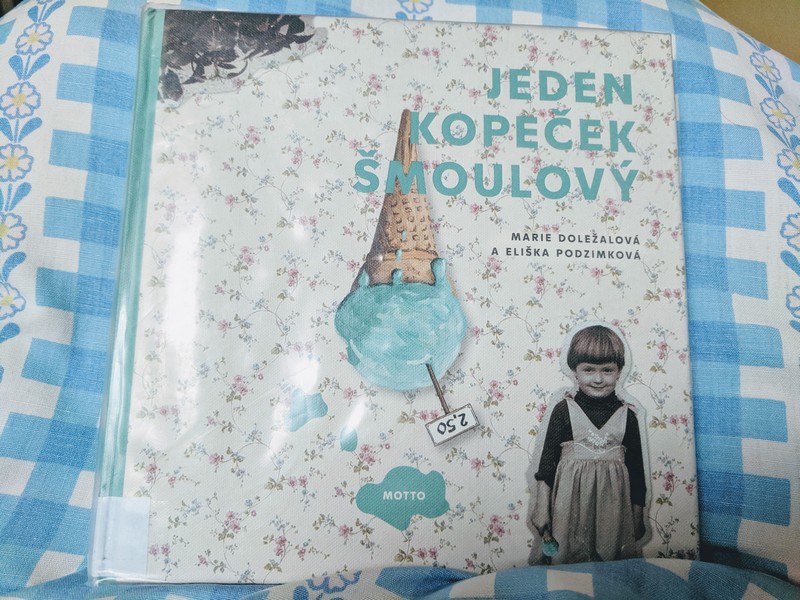 JEDEN
KOPEČEK
ŠMOULOVÝ
MARIE DOLEŽALOVÁ
A ELIŠKA PODZIMKOVÁ
2,50
MOTTO